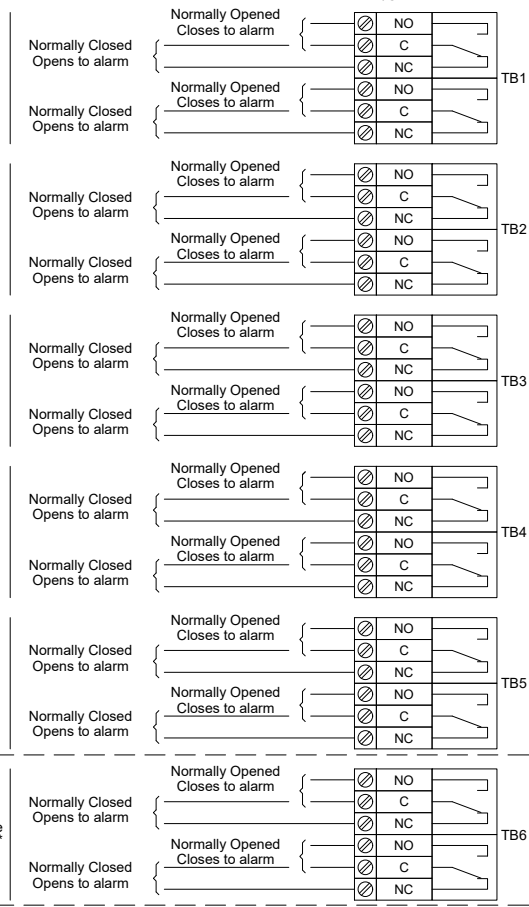 Normally Opened
Closes to alarm
Normally Closed
Opens to alarm
NO
C
NC
Normally Opened
Closes to alarm
Normally Closed
Opens to alarm
NO
C
NC
TB1
Normally Opened
Closes to alarm
Normally Closed
Opens to alarm
NO
C
NC
Normally Opened
Closes to alarm
Normally Closed
Opens to alarm
NO
C
NC
TB2
Normally Opened
Closes to alarm
Normally Closed
Opens to alarm
NO
C
NC
Normally Opened
Closes to alarm
Normally Closed
Opens to alarm
NO
C
NC
TB3
Normally Opened
Closes to alarm
Normally Closed
Opens to alarm
NO
C
NC
Normally Opened
Closes to alarm
Normally Closed
Opens to alarm
NO
C
NC
TB4
Normally Opened
Closes to alarm
Normally Closed
Opens to alarm
NO
C
NC
Normally Opened
Closes to alarm
Normally Closed
Opens to alarm
NO
C
NC
TB5
Normally Opened
Closes to alarm
Normally Closed
Opens to alarm
NO
C
NC
Normally Opened
Closes to alarm
Normally Closed
Opens to alarm
NO
C
NC
TB6